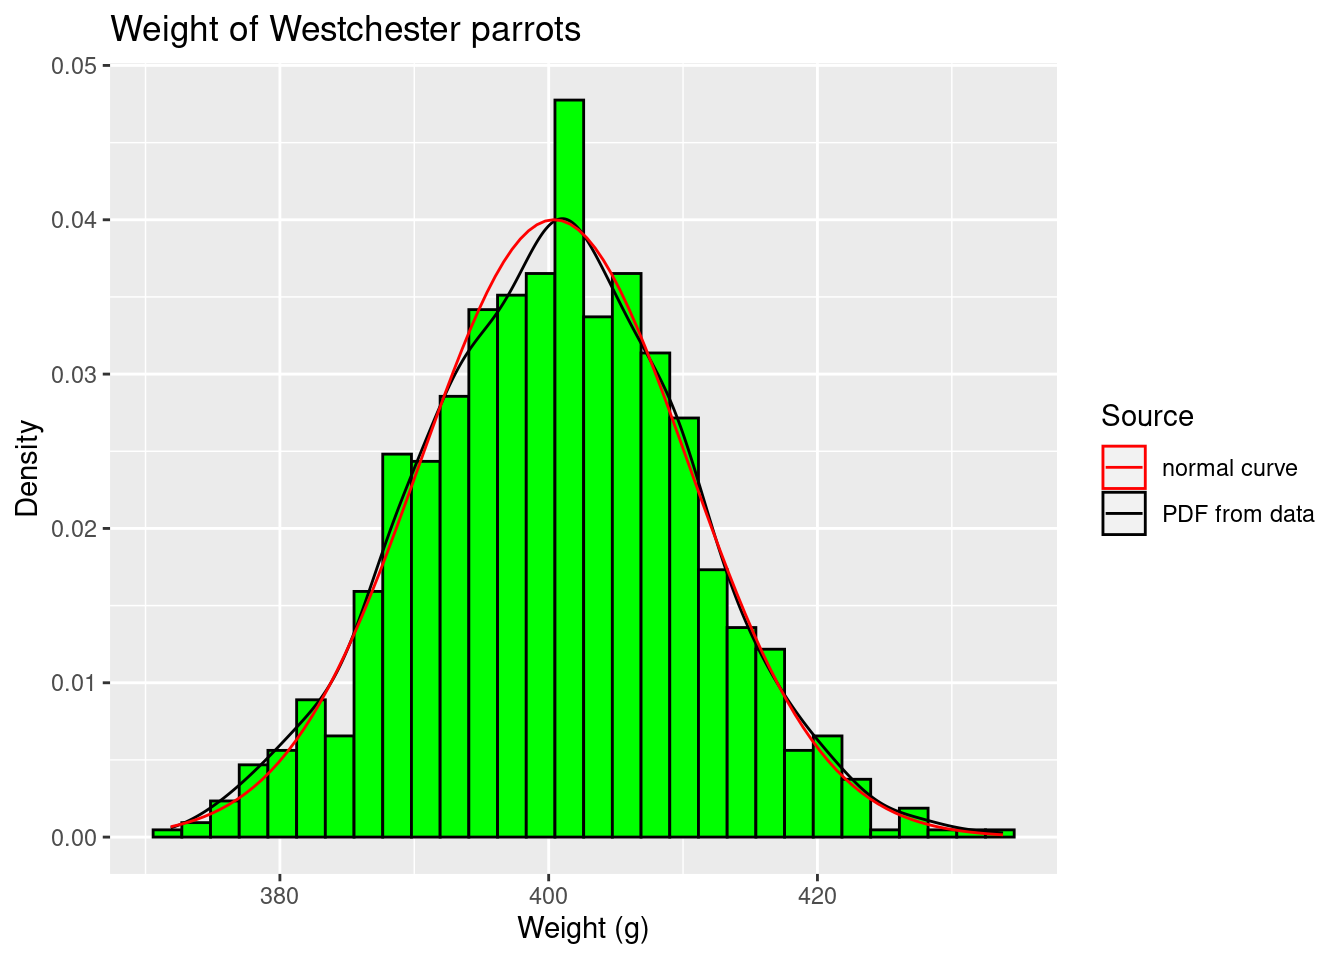 Weight of Westchester parrots
0.05
0.04
0.03
0.02
0.01
0.00
Density
380 400 420
Weight (g)
Source
normal curve
PDF from data